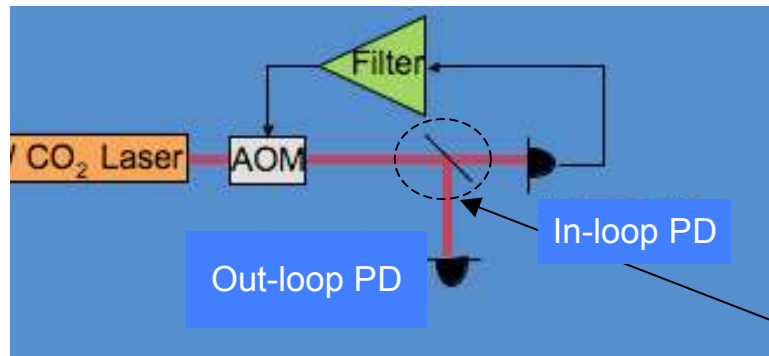 Filter
/ CO₂ Laser
AOM
In-loop PD
Out-loop PD